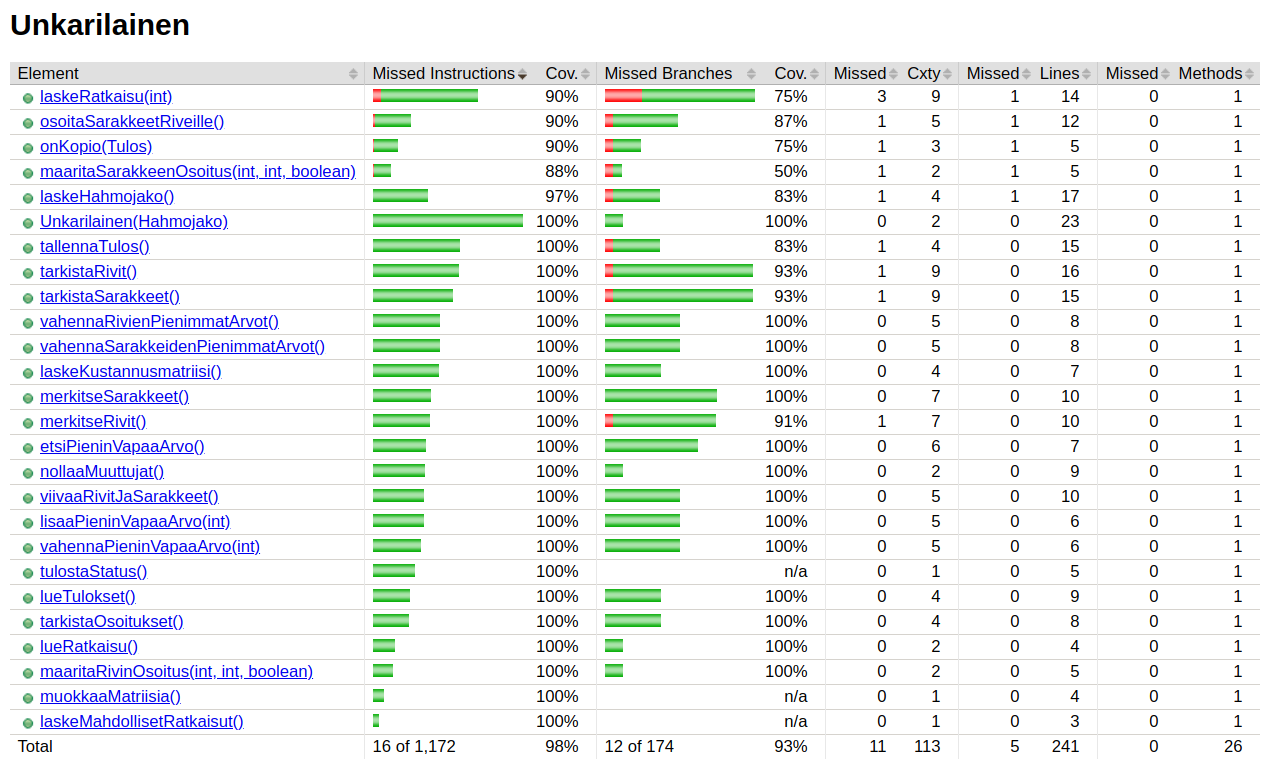 Unkarilainen
Element Missed Instructions Cov. Missed Branches Cov. Missed Cxty Missed Lines Missed Methods
laskeRatkaisu(int) 90% 75% 3 9 1 14 0 1
osoitaSarakkeetRiveille() 90% 87% 1 5 1 12 0 1
onKopio(Tulos) 90% 75% 1 3 1 5 0 1
maaritaSarakkeenOsoitus(int, int, boolean) 88% 50% 1 2 1 5 0 1
laskeHahmojako() 97% 83% 1 4 1 17 0 1
Unkarilainen(Hahmojako) 100% 100% 0 2 0 23 0 1
tallennaTulos() 100% 83% 1 4 0 15 0 1
tarkistaRivit() 100% 93% 1 9 0 16 0 1
tarkistaSarakkeet() 100% 93% 1 9 0 15 0 1
vahennaRivienPienimmatArvot() 100% 100% 0 5 0 8 0 1
vahennaSarakkeidenPienimmatArvot() 100% 100% 0 5 0 8 0 1
laskeKustannusmatriisi() 100% 100% 0 4 0 7 0 1
merkitseSarakkeet() 100% 100% 0 7 0 10 0 1
merkitseRivit() 100% 91% 1 7 0 10 0 1
etsiPieninVapaaArvo() 100% 100% 0 6 0 7 0 1
nollaaMuuttujat() 100% 100% 0 2 0 9 0 1
viivaaRivitJaSarakkeet() 100% 100% 0 5 0 10 0 1
lisaaPieninVapaaArvo(int) 100% 100% 0 5 0 6 0 1
vahennaPieninVapaaArvo(int) 100% 100% 0 5 0 6 0 1
tulostaStatus() 100% n/a 0 1 0 5 0 1
lueTulokset() 100% 100% 0 4 0 9 0 1
tarkistaOsoitukset() 100% 100% 0 4 0 8 0 1
lueRatkaisu() 100% 100% 0 2 0 4 0 1
maaritaRivinOsoitus(int, int, boolean) 100% 100% 0 2 0 5 0 1
muokkaaMatriisia() 100% n/a 0 1 0 4 0 1
laskeMahdollisetRatkaisut() 100% n/a 0 1 0 3 0 1
Total 16 of 1,172 98% 12 of 174 93% 11 113 5 241 0 26